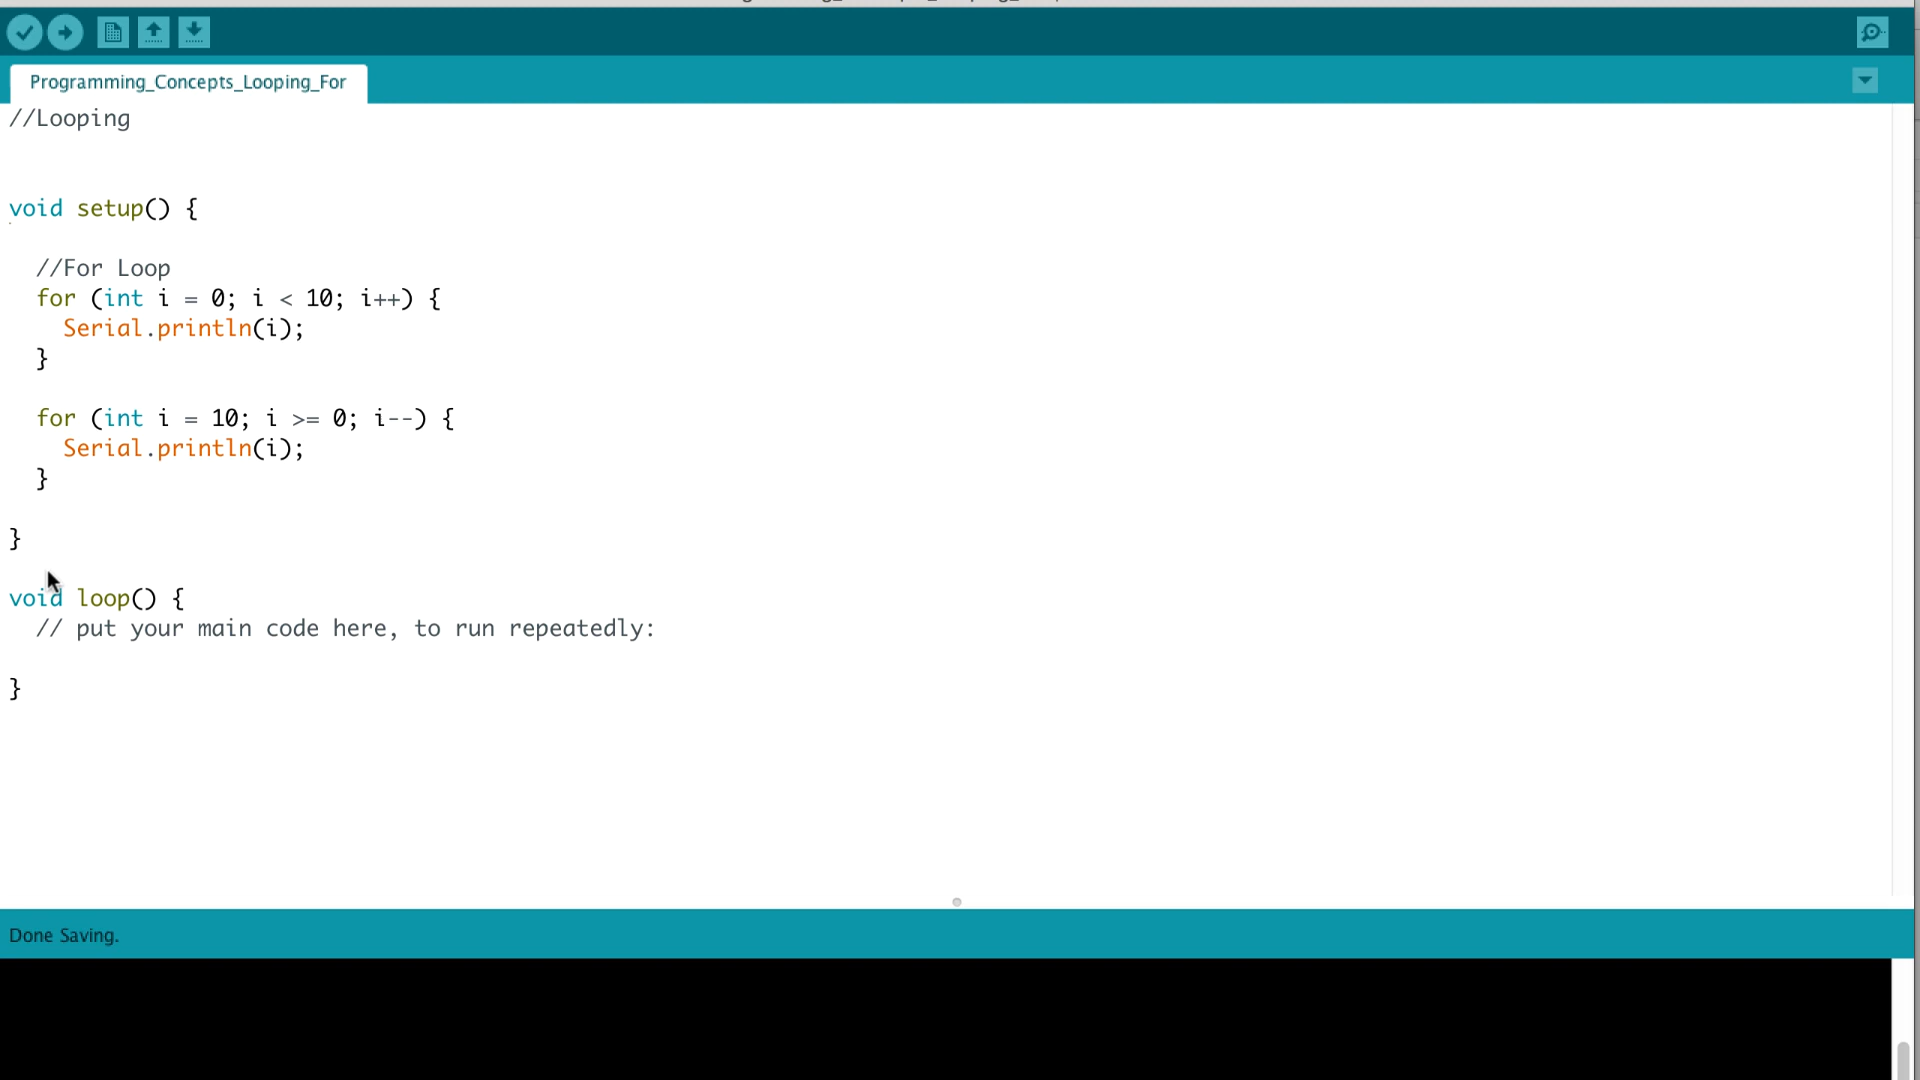 Programming_Concepts_Looping_For
//Looping
void setup() {
//For Loop
for (int i = 0; i < 10; i++) {
Serial.println(i);
}
for (int i = 10; i >= 0; i--) {
Serial.println(i);
}
}
void loop() {
// put your main code here, to run repeatedly:
}
Done Saving.